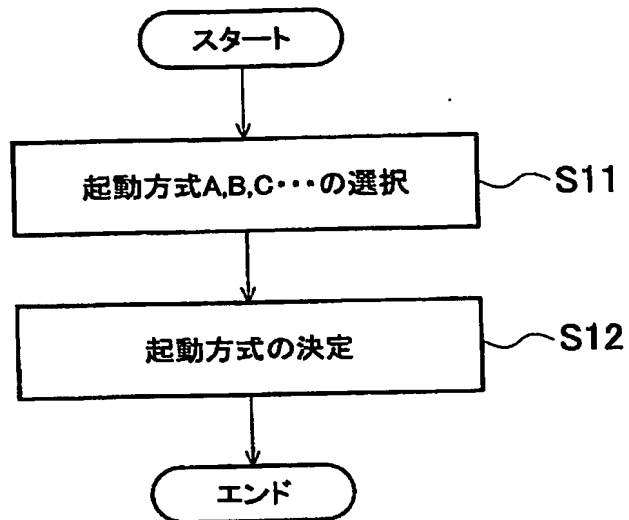 スタート
起動方式A,B,C・・・の選択
S11
起動方式の決定
S12
エンド